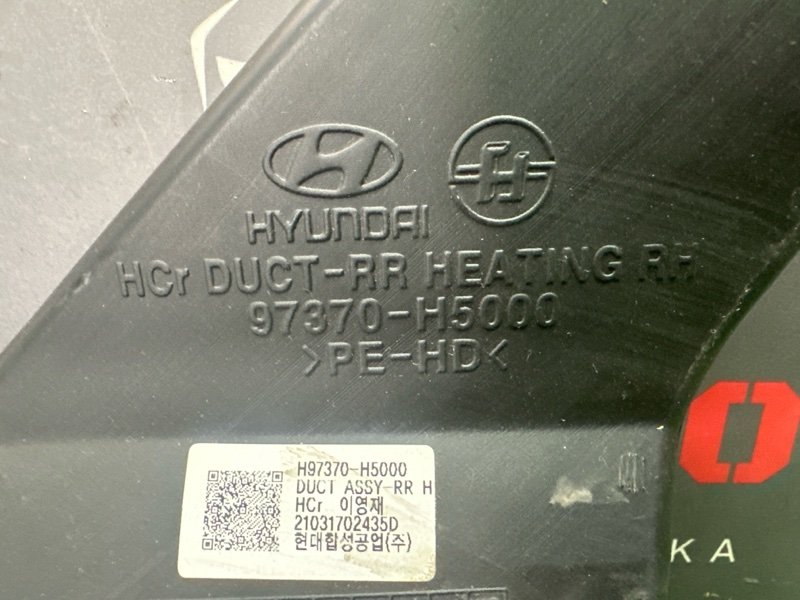 HYUNDAI
HCr DUCT-RR HEATING RH
97370-H5000
>PE-HD<
H97370-H5000
DUCT ASSY-RR H
HCr 이영재
21031702435D
현대합성공업(주)
O
KA